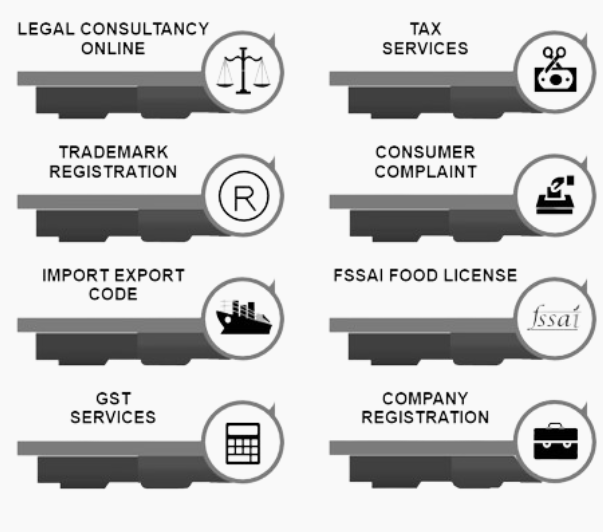 LEGAL CONSULTANCY
ONLINE
TAX
SERVICES
TRADEMARK
REGISTRATION
R
CONSUMER
COMPLAINT
IMPORT EXPORT
CODE
FSSAI FOOD LICENSE
fssai
GST
SERVICES
COMPANY
REGISTRATION